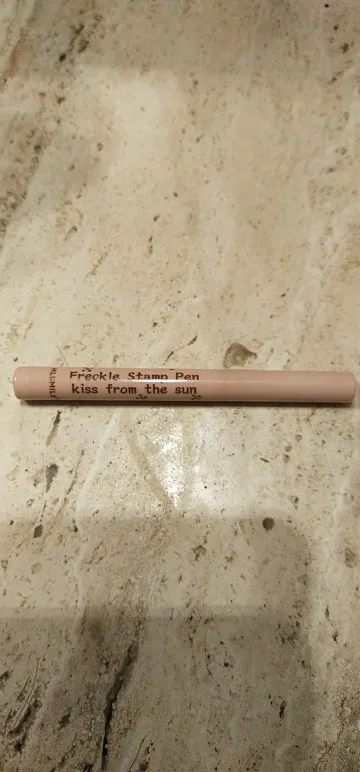 Freckle Stamp Pen
kiss from the sun